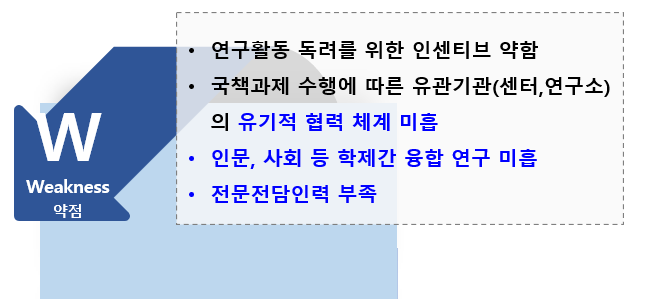 W
Weakness
약점
• 연구활동 독려를 위한 인센티브 약함
• 국책과제 수행에 따른 유관기관(센터,연구소)
의 유기적 협력 체계 미흡
• 인문, 사회 등 학제간 융합 연구 미흡
• 전문전담인력 부족